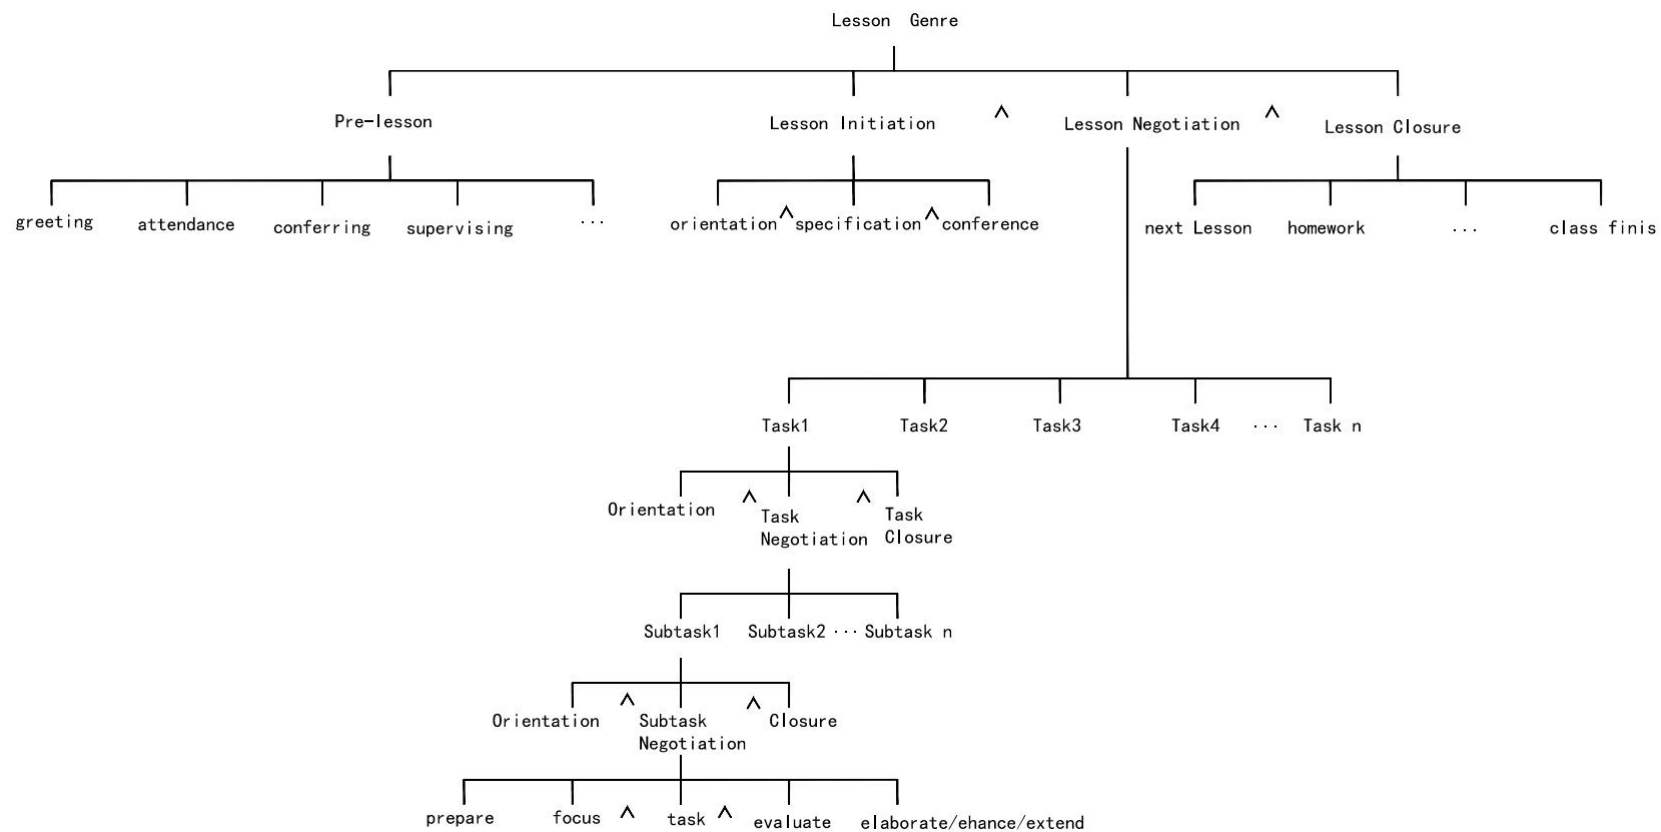 Lesson Genre
Pre-lesson
Lesson Initiation ^ Lesson Negotiation ^ Lesson Closure
greeting attendance conferring supervising ...
orientation ^ specification ^ conference
next Lesson homework ... class finis
Task1 Task2 Task3 Task4 ... Task n
Orientation ^ Task Negotiation ^ Task Closure
Subtask1 Subtask2 ... Subtask n
Orientation ^ Subtask Negotiation ^ Closure
prepare focus ^ task ^ evaluate elaborate/ehance/extend